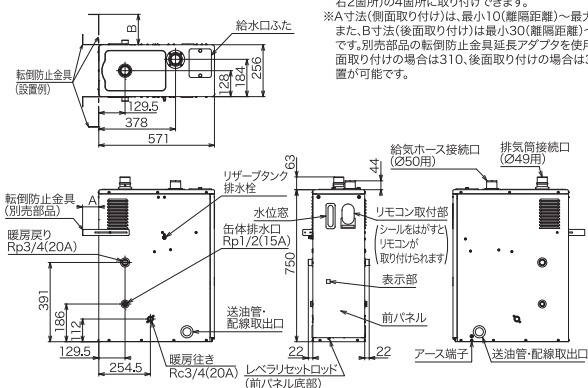 右2箇所)の4箇所に取り付けできます。
※A寸法(側面取り付け)は、最小10(離隔距離)〜最
また、B寸法(後面取り付け)は最小30(離隔距離)〜
です。別売部品の転倒防止金具延長アダプタを使用
面取り付けの場合は310、後面取り付けの場合は3
置が可能です。
B
給水口ふた
転倒防止金具
(設置例)
128
184
256
129.5
378
571
63
44
給気ホース接続口
(Ø50用)
排気筒接続口
(Ø49用)
転倒防止金具
(別売部品)
A
リザーブタンク
排水栓
水位窓
リモコン取付部
(シールをはがすと
リモコンが
取り付けられます)
暖房戻り
Rp3/4(20A)
缶体排水口
Rp1/2(15A)
750
表示部
391
186
112
送油管・
配線取出口
前パネル
129.5
254.5
暖房往き
Rc3/4(20A)
22
22
レベラリセットロッド
(前パネル底部)
アース端子
送油管・配線取出口